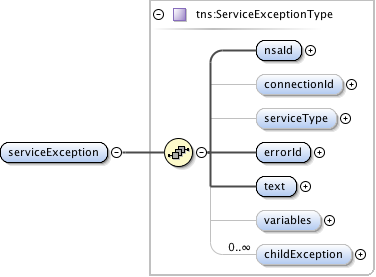 tns:ServiceExceptionType
nsaId
connectionId
serviceType
serviceException
errorId
text
variables
0..∞
childException